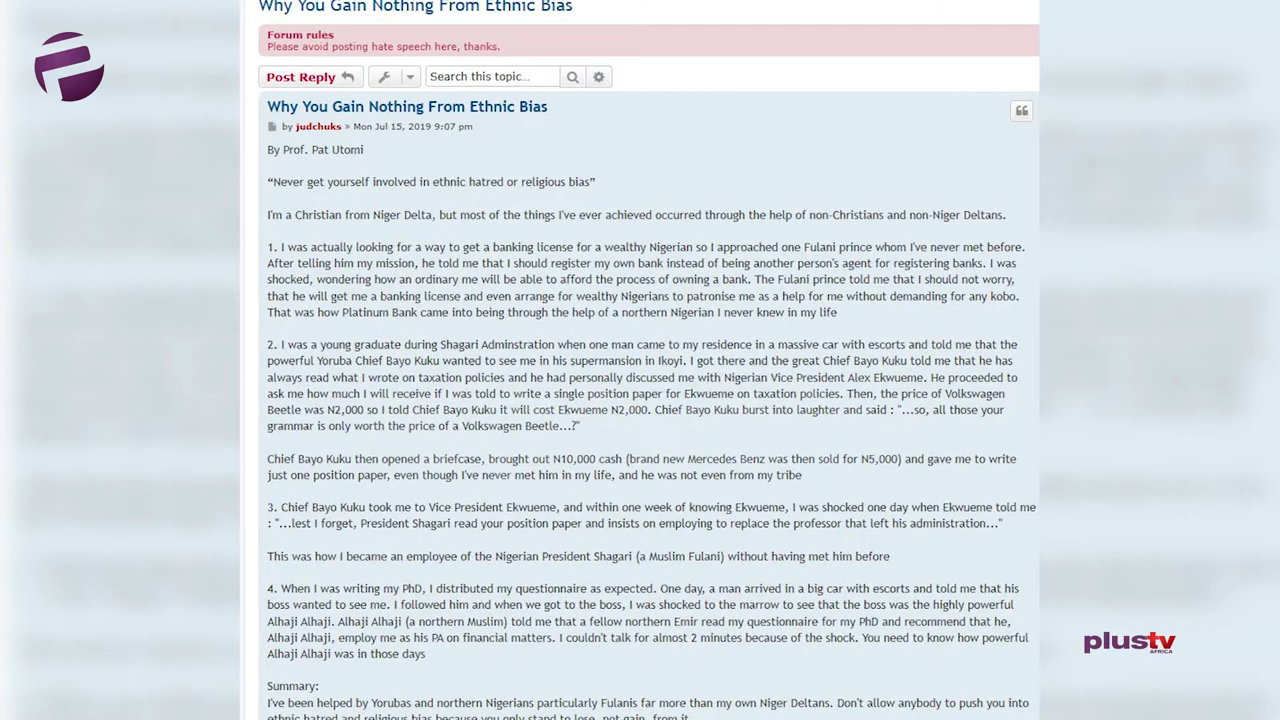 Why You Gain Nothing From Ethnic Bias
Forum rules
Please avoid posting hate speech here, thanks.
Post Reply
Search this topic...
Why You Gain Nothing From Ethnic Bias
by judchuks » Mon Jul 15, 2019 9:07 pm
By Prof. Pat Utomi
“Never get yourself involved in ethnic hatred or religious bias”
I'm a Christian from Niger Delta, but most of the things I've ever achieved occurred through the help of non-Christians and non-Niger Deltans.
1. I was actually looking for a way to get a banking license for a wealthy Nigerian so I approached one Fulani prince whom I've never met before.
After telling him my mission, he told me that I should register my own bank instead of being another person's agent for registering banks. I was
shocked, wondering how an ordinary me will be able to afford the process of owning a bank. The Fulani prince told me that I should not worry,
that he will get me a banking license and even arrange for wealthy Nigerians to patronise me as a help for me without demanding for any kobo.
That was how Platinum Bank came into being through the help of a northern Nigerian I never knew in my life
2. I was a young graduate during Shagari Adminstration when one man came to my residence in a massive car with escorts and told me that the
powerful Yoruba Chief Bayo Kuku wanted to see me in his supermansion in Ikoyi. I got there and the great Chief Bayo Kuku told me that he has
always read what I wrote on taxation policies and he had personally discussed me with Nigerian Vice President Alex Ekwueme. He proceeded to
ask me how much I will receive if I was told to write a single position paper for Ekwueme on taxation policies. Then, the price of Volkswagen
Beetle was N2,000 so I told Chief Bayo Kuku it will cost Ekwueme N2,000. Chief Bayo Kuku burst into laughter and said : "...so, all those your
grammar is only worth the price of a Volkswagen Beetle...?"
Chief Bayo Kuku then opened a briefcase, brought out N10,000 cash (brand new Mercedes Benz was then sold for N5,000) and gave me to write
just one position paper, even though I've never met him in my life, and he was not even from my tribe
3. Chief Bayo Kuku took me to Vice President Ekwueme, and within one week of knowing Ekwueme, I was shocked one day when Ekwueme told me
: "...lest I forget, President Shagari read your position paper and insists on employing to replace the professor that left his administration..."
This was how I became an employee of the Nigerian President Shagari (a Muslim Fulani) without having met him before
4. When I was writing my PhD, I distributed my questionnaire as expected. One day, a man arrived in a big car with escorts and told me that his
boss wanted to see me. I followed him and when we got to the boss, I was shocked to the marrow to see that the boss was the highly powerful
Alhaji Alhaji. Alhaji Alhaji (a northern Muslim) told me that a fellow northern Emir read my questionnaire for my PhD and recommend that he,
Alhaji Alhaji, employ me as his PA on financial matters. I couldn't talk for almost 2 minutes because of the shock. You need to know how powerful
Alhaji Alhaji was in those days
plustv
AFRICA
Summary:
I've been helped by Yorubas and northern Nigerians particularly Fulanis far more than my own Niger Deltans. Don't allow anybody to push you into
ethnic hatred and religious bias because you only stand to lose, not gain, from it